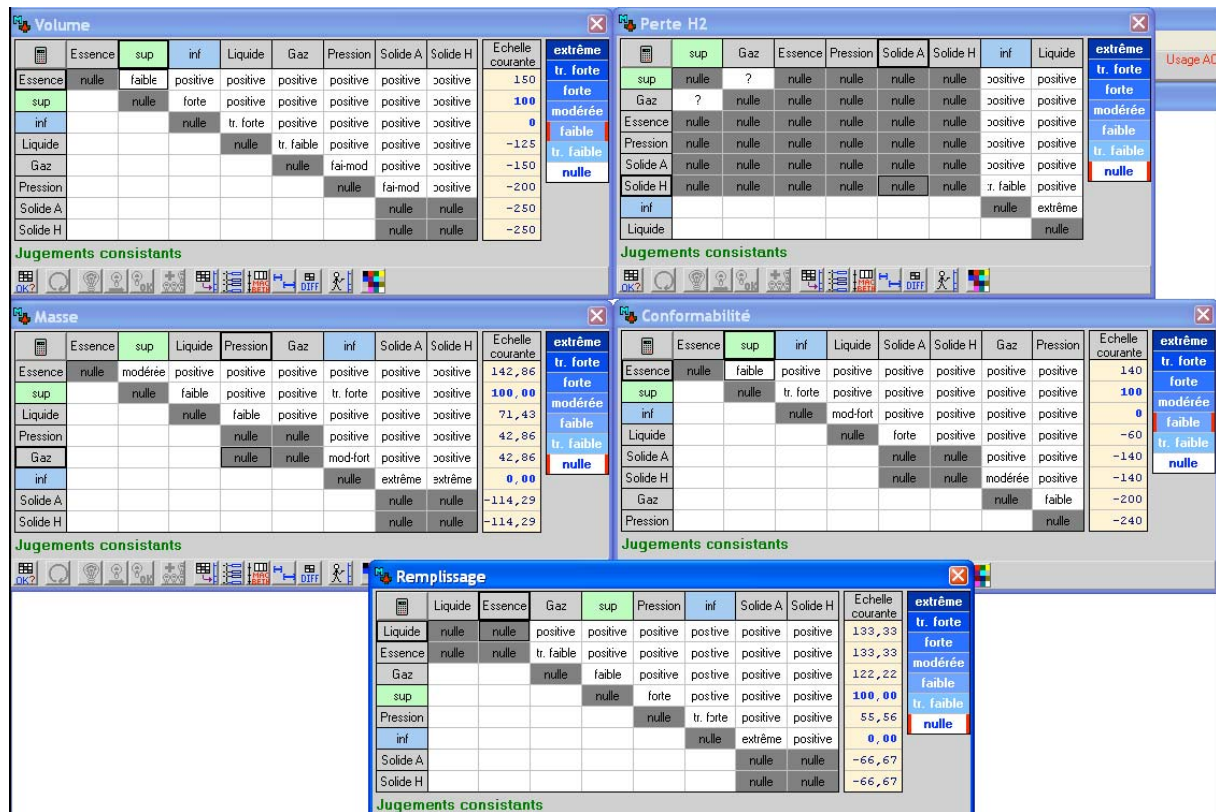 Volume
Essence sup inf Liquide Gaz Pression Solide A Solide H Echelle courante
Essence nulle faible positive positive positive positive positive positive 150
sup nulle forte positive positive positive positive positive 100
inf nulle tr. forte positive positive positive positive 0
Liquide nulle tr. faible positive positive positive -125
Gaz nulle fai-mod positive positive -150
Pression nulle fai-mod positive -200
Solide A nulle nulle -250
Solide H nulle nulle -250
extrême
tr. forte
forte
modérée
faible
tr. faible
nulle
Jugements consistants
Perte H2
sup Gaz Essence Pression Solide A Solide H inf Liquide
sup nulle ? nulle nulle nulle nulle positive positive
Gaz ? nulle nulle nulle nulle nulle positive positive
Essence nulle nulle nulle nulle nulle nulle positive positive
Pression nulle nulle nulle nulle nulle nulle positive positive
Solide A nulle nulle nulle nulle nulle nulle positive positive
Solide H nulle nulle nulle nulle nulle nulle tr. faible positive
inf nulle extrême
Liquide nulle
extrême
tr. forte
forte
modérée
faible
tr. faible
nulle
Usage AC
Jugements consistants
Masse
Essence sup Liquide Pression Gaz inf Solide A Solide H Echelle courante
Essence nulle modérée positive positive positive positive positive positive 142,86
sup nulle faible positive positive tr. forte positive positive 100,00
Liquide nulle faible positive positive positive positive 71,43
Pression nulle nulle positive positive positive 42,86
Gaz nulle nulle mod-fort positive positive 42,86
inf nulle extrême extrême 0,00
Solide A nulle nulle -114,29
Solide H nulle nulle -114,29
extrême
tr. forte
forte
modérée
faible
tr. faible
nulle
Jugements consistants
Conformabilité
Essence sup inf Liquide Solide A Solide H Gaz Pression Echelle courante
Essence nulle faible positive positive positive positive positive positive 140
sup nulle tr. forte positive positive positive positive positive 100
inf nulle mod-fort positive positive positive positive 0
Liquide nulle forte positive positive positive -60
Solide A nulle nulle positive positive -140
Solide H nulle nulle modérée positive -140
Gaz nulle faible -200
Pression nulle -240
extrême
tr. forte
forte
modérée
faible
tr. faible
nulle
Jugements consistants
Remplissage
Liquide Essence Gaz sup Pression inf Solide A Solide H Echelle courante
Liquide nulle nulle positive positive positive positive positive positive 133,33
Essence nulle nulle tr. faible positive positive positive positive positive 133,33
Gaz nulle faible positive postive positive positive 122,22
sup nulle forte postive positive positive 100,00
Pression nulle tr. forte positive positive 55,56
inf nulle extrême positive 0,00
Solide A nulle nulle -66,67
Solide H nulle nulle -66,67
extrême
tr. forte
forte
modérée
faible
tr. faible
nulle
Jugements consistants